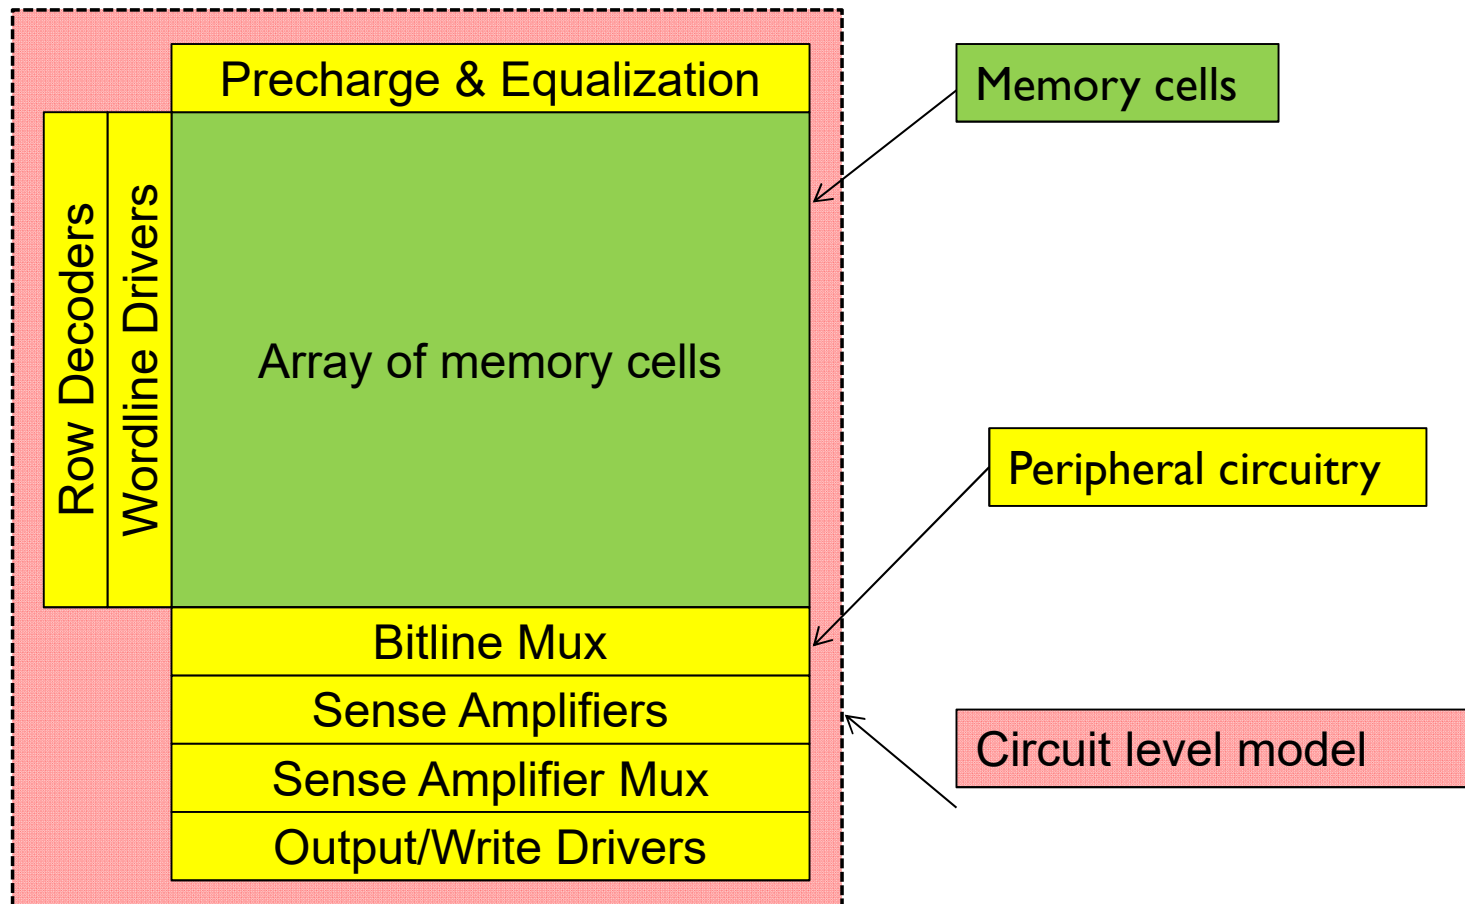 Precharge & Equalization
Memory cells
Row Decoders
Wordline Drivers
Array of memory cells
Peripheral circuitry
Bitline Mux
Sense Amplifiers
Circuit level model
Sense Amplifier Mux
Output/Write Drivers